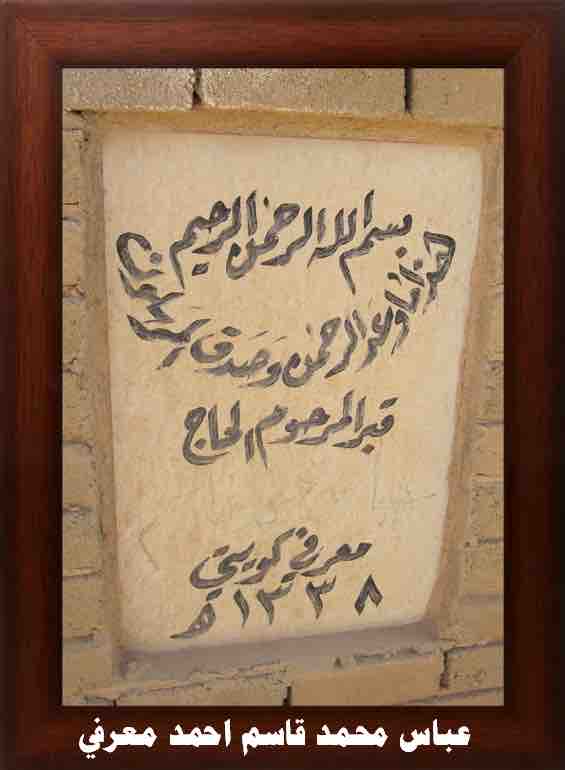 بسم الله الرحمن الرحيم
هذا ما وعد الرحمن وصدق المرسلون
قبر المرحوم الحاج
معرفي كويتي
١٣٣٨ هـ
عباس محمد قاسم احمد معرفي